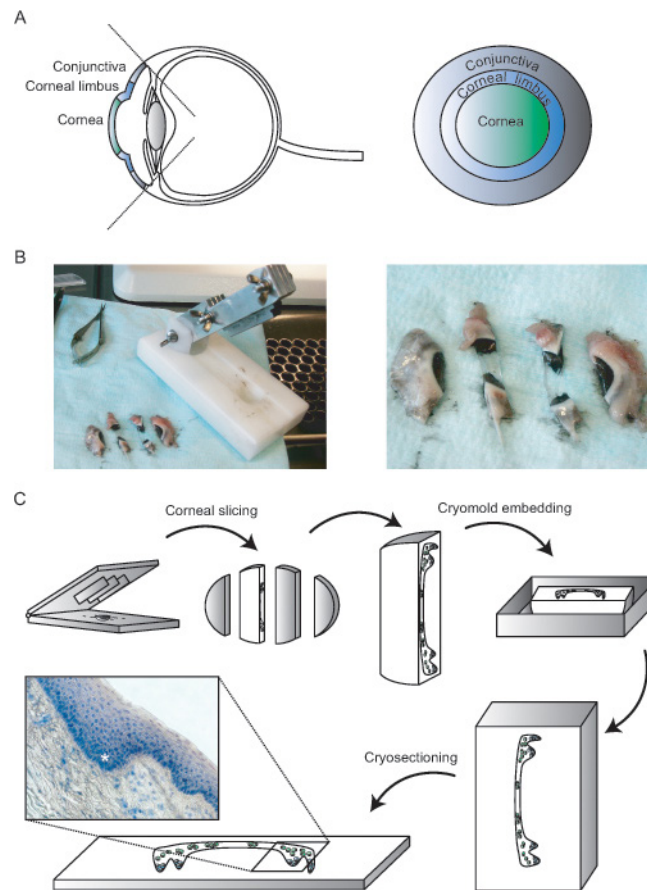 A
Conjunctiva
Corneal limbus
Cornea
Conjunctiva
Corneal limbus
Cornea
B
C
Corneal slicing
Cryomold embedding
Cryosectioning
*